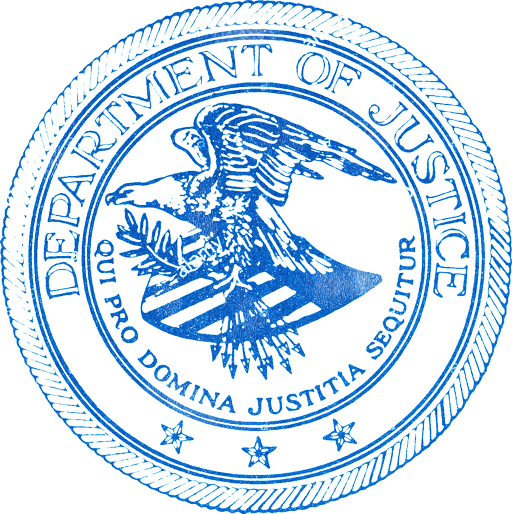 DEPARTMENT OF JUSTICE
QUI PRO DOMINA JUSTITIA SEQUITUR